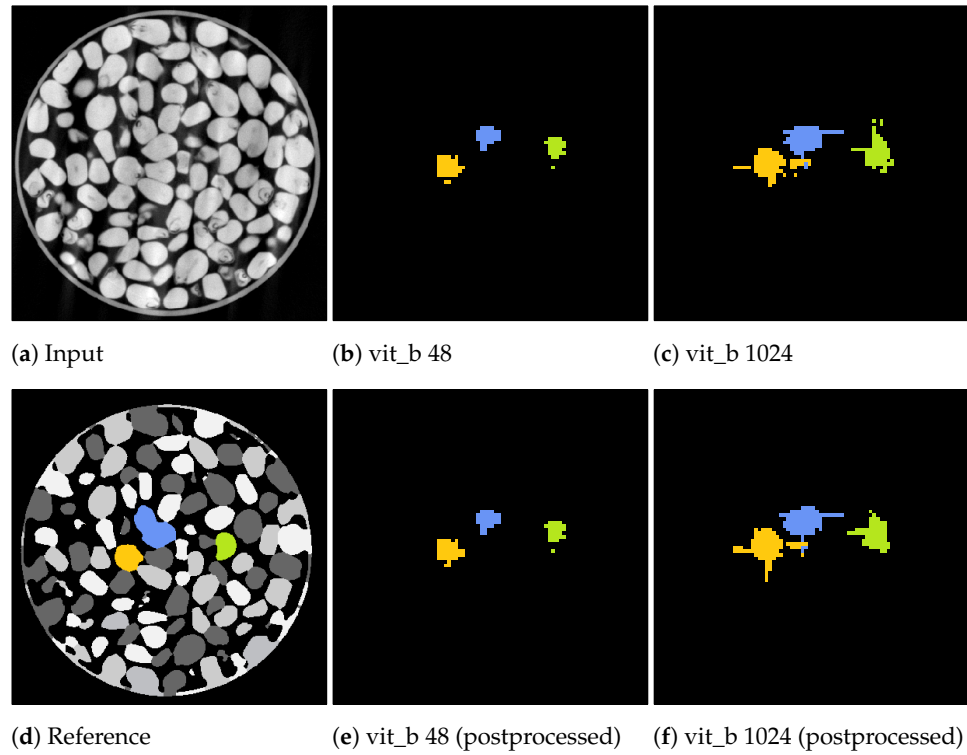 (a) Input
(b) vit_b 48
(c) vit_b 1024
(d) Reference
(e) vit_b 48 (postprocessed)
(f) vit_b 1024 (postprocessed)